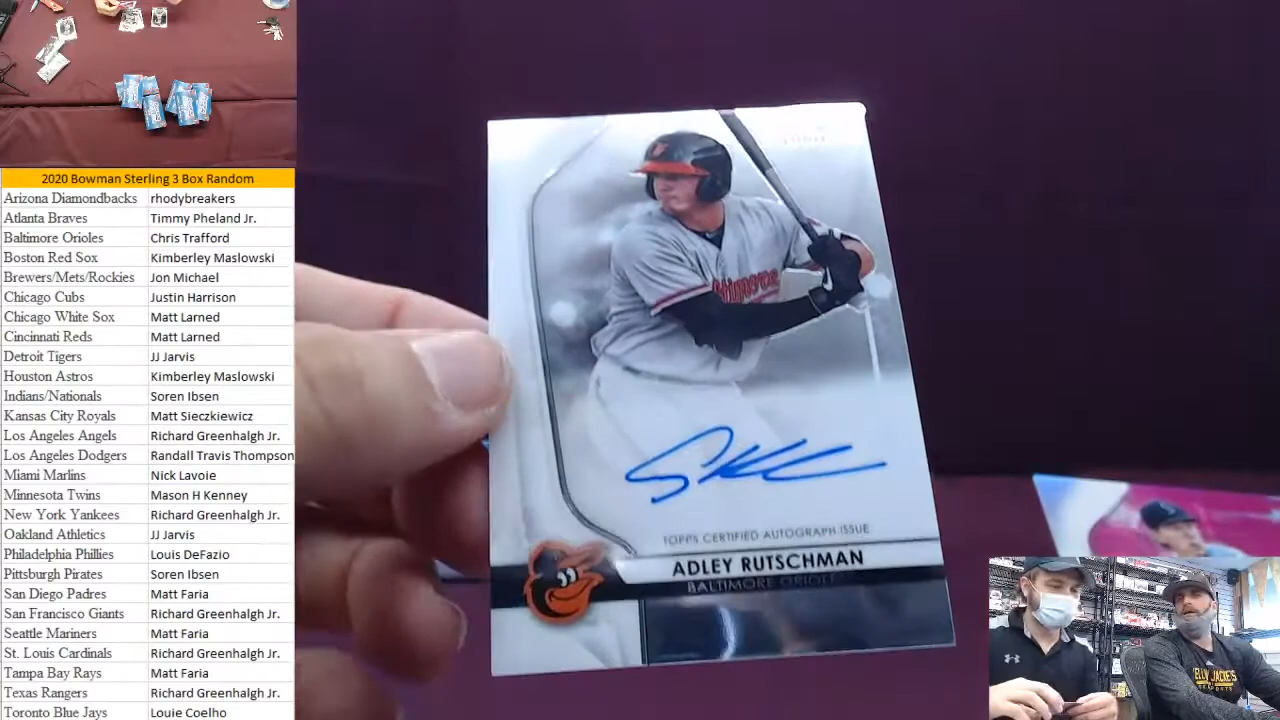 2020 Bowman Sterling 3 Box Random
Arizona Diamondbacks rhodybreakers
Atlanta Braves Timmy Pheland Jr.
Baltimore Orioles Chris Trafford
Boston Red Sox Kimberley Maslowski
Brewers/Mets/Rockies Jon Michael
Chicago Cubs Justin Harrison
Chicago White Sox Matt Larned
Cincinnati Reds Matt Larned
Detroit Tigers JJ Jarvis
Houston Astros Kimberley Maslowski
Indians/Nationals Soren Ibsen
Kansas City Royals Matt Sieczkiewicz
Los Angeles Angels Richard Greenhalgh Jr.
Los Angeles Dodgers Randall Travis Thompson
Miami Marlins Nick Lavoie
Minnesota Twins Mason H Kenney
New York Yankees Richard Greenhalgh Jr.
Oakland Athletics JJ Jarvis
Philadelphia Phillies Louis DeFazio
Pittsburgh Pirates Soren Ibsen
San Diego Padres Matt Faria
San Francisco Giants Richard Greenhalgh Jr.
Seattle Mariners Matt Faria
St. Louis Cardinals Richard Greenhalgh Jr.
Tampa Bay Rays Matt Faria
Texas Rangers Richard Greenhalgh Jr.
Toronto Blue Jays Louie Coelho
TOPPS CERTIFIED AUTOGRAPH ISSUE
ADLEY RUTSCHMAN
BALTIMORE ORIOLE